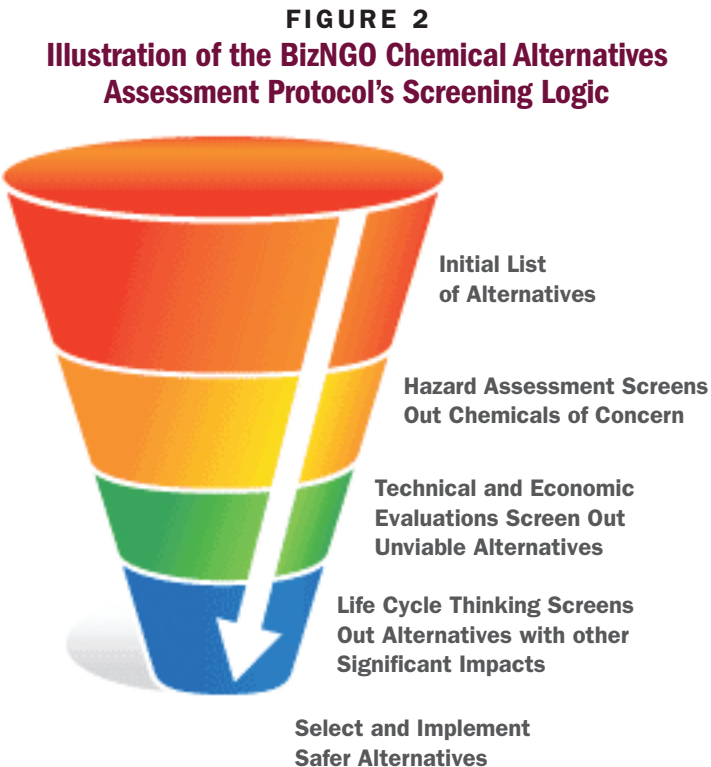 FIGURE 2
Illustration of the BizNGO Chemical Alternatives
Assessment Protocol's Screening Logic
Initial List
of Alternatives
Hazard Assessment Screens
Out Chemicals of Concern
Technical and Economic
Evaluations Screen Out
Unviable Alternatives
Life Cycle Thinking Screens
Out Alternatives with other
Significant Impacts
Select and Implement
Safer Alternatives